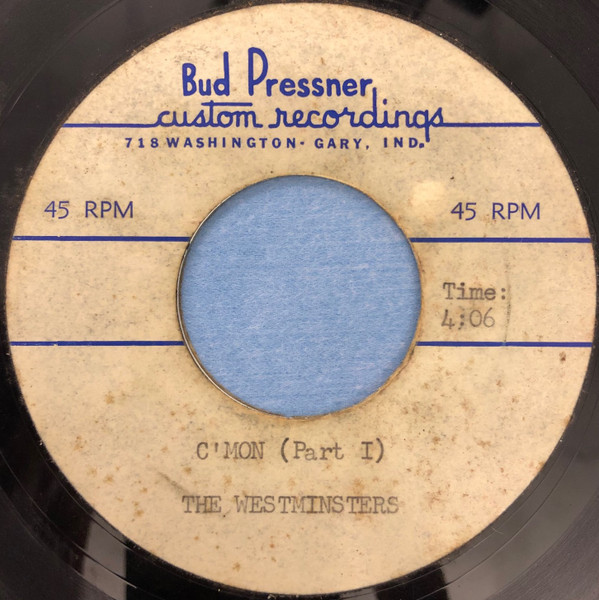 Bud Pressner
custom recordings
718 WASHINGTON - GARY, IND.
45 RPM 45 RPM
Time:
4:06
C'MON (Part I)
THE WESTMINSTERS